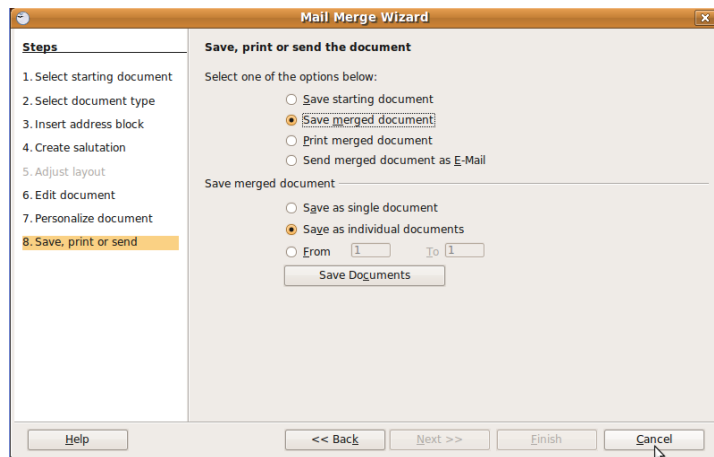 Mail Merge Wizard
Steps
1. Select starting document
2. Select document type
3. Insert address block
4. Create salutation
5. Adjust layout
6. Edit document
7. Personalize document
8. Save, print or send
Save, print or send the document
Select one of the options below:
Save starting document
Save merged document
Print merged document
Send merged document as E-Mail
Save merged document
Save as single document
Save as individual documents
From 1 To 1
Save Documents
Help << Back Next >> Finish Cancel